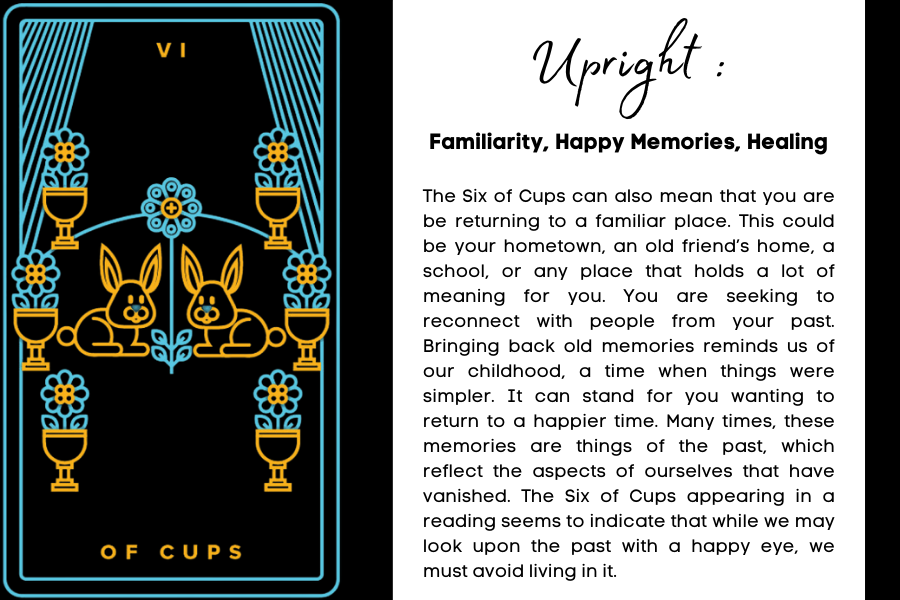 VI
OF CUPS
Upright :
Familiarity, Happy Memories, Healing
The Six of Cups can also mean that you are
be returning to a familiar place. This could
be your hometown, an old friend’s home, a
school, or any place that holds a lot of
meaning for you. You are seeking to
reconnect with people from your past.
Bringing back old memories reminds us of
our childhood, a time when things were
simpler. It can stand for you wanting to
return to a happier time. Many times, these
memories are things of the past, which
reflect the aspects of ourselves that have
vanished. The Six of Cups appearing in a
reading seems to indicate that while we may
look upon the past with a happy eye, we
must avoid living in it.